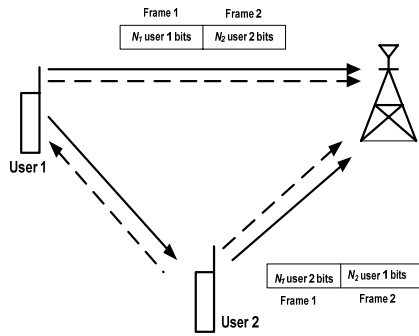 Frame 1 Frame 2
N1 user 1 bits N2 user 2 bits
User 1
N1 user 2 bits N2 user 1 bits
Frame 1 Frame 2
User 2